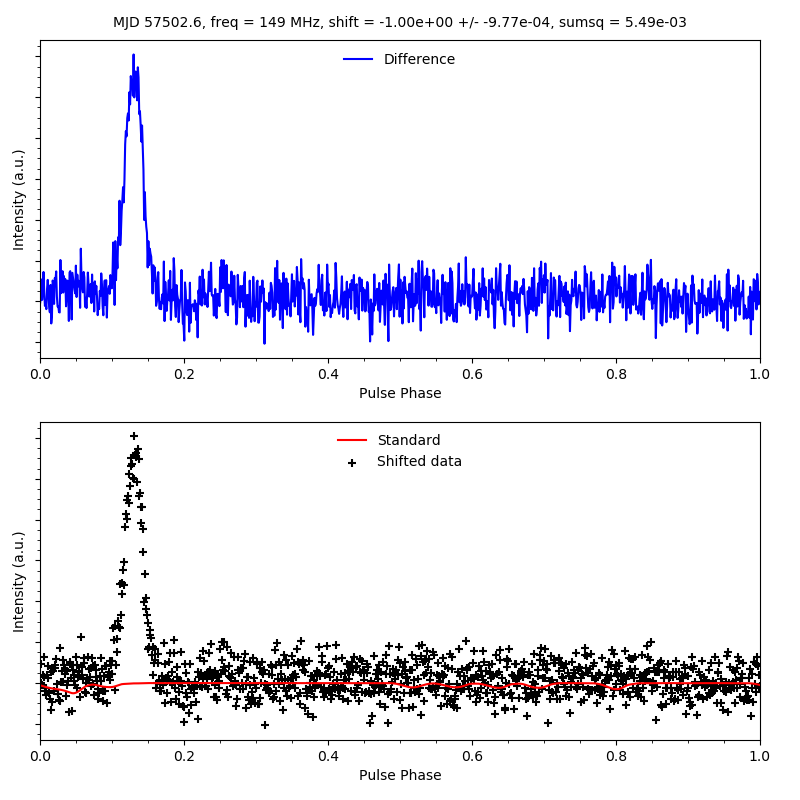 MJD 57502.6, freq = 149 MHz, shift = -1.00e+00 +/- -9.77e-04, sumsq = 5.49e-03
Difference
Intensity (a.u.)
0.0 0.2 0.4 0.6 0.8 1.0
Pulse Phase
Standard
Shifted data
Intensity (a.u.)
0.0 0.2 0.4 0.6 0.8 1.0
Pulse Phase